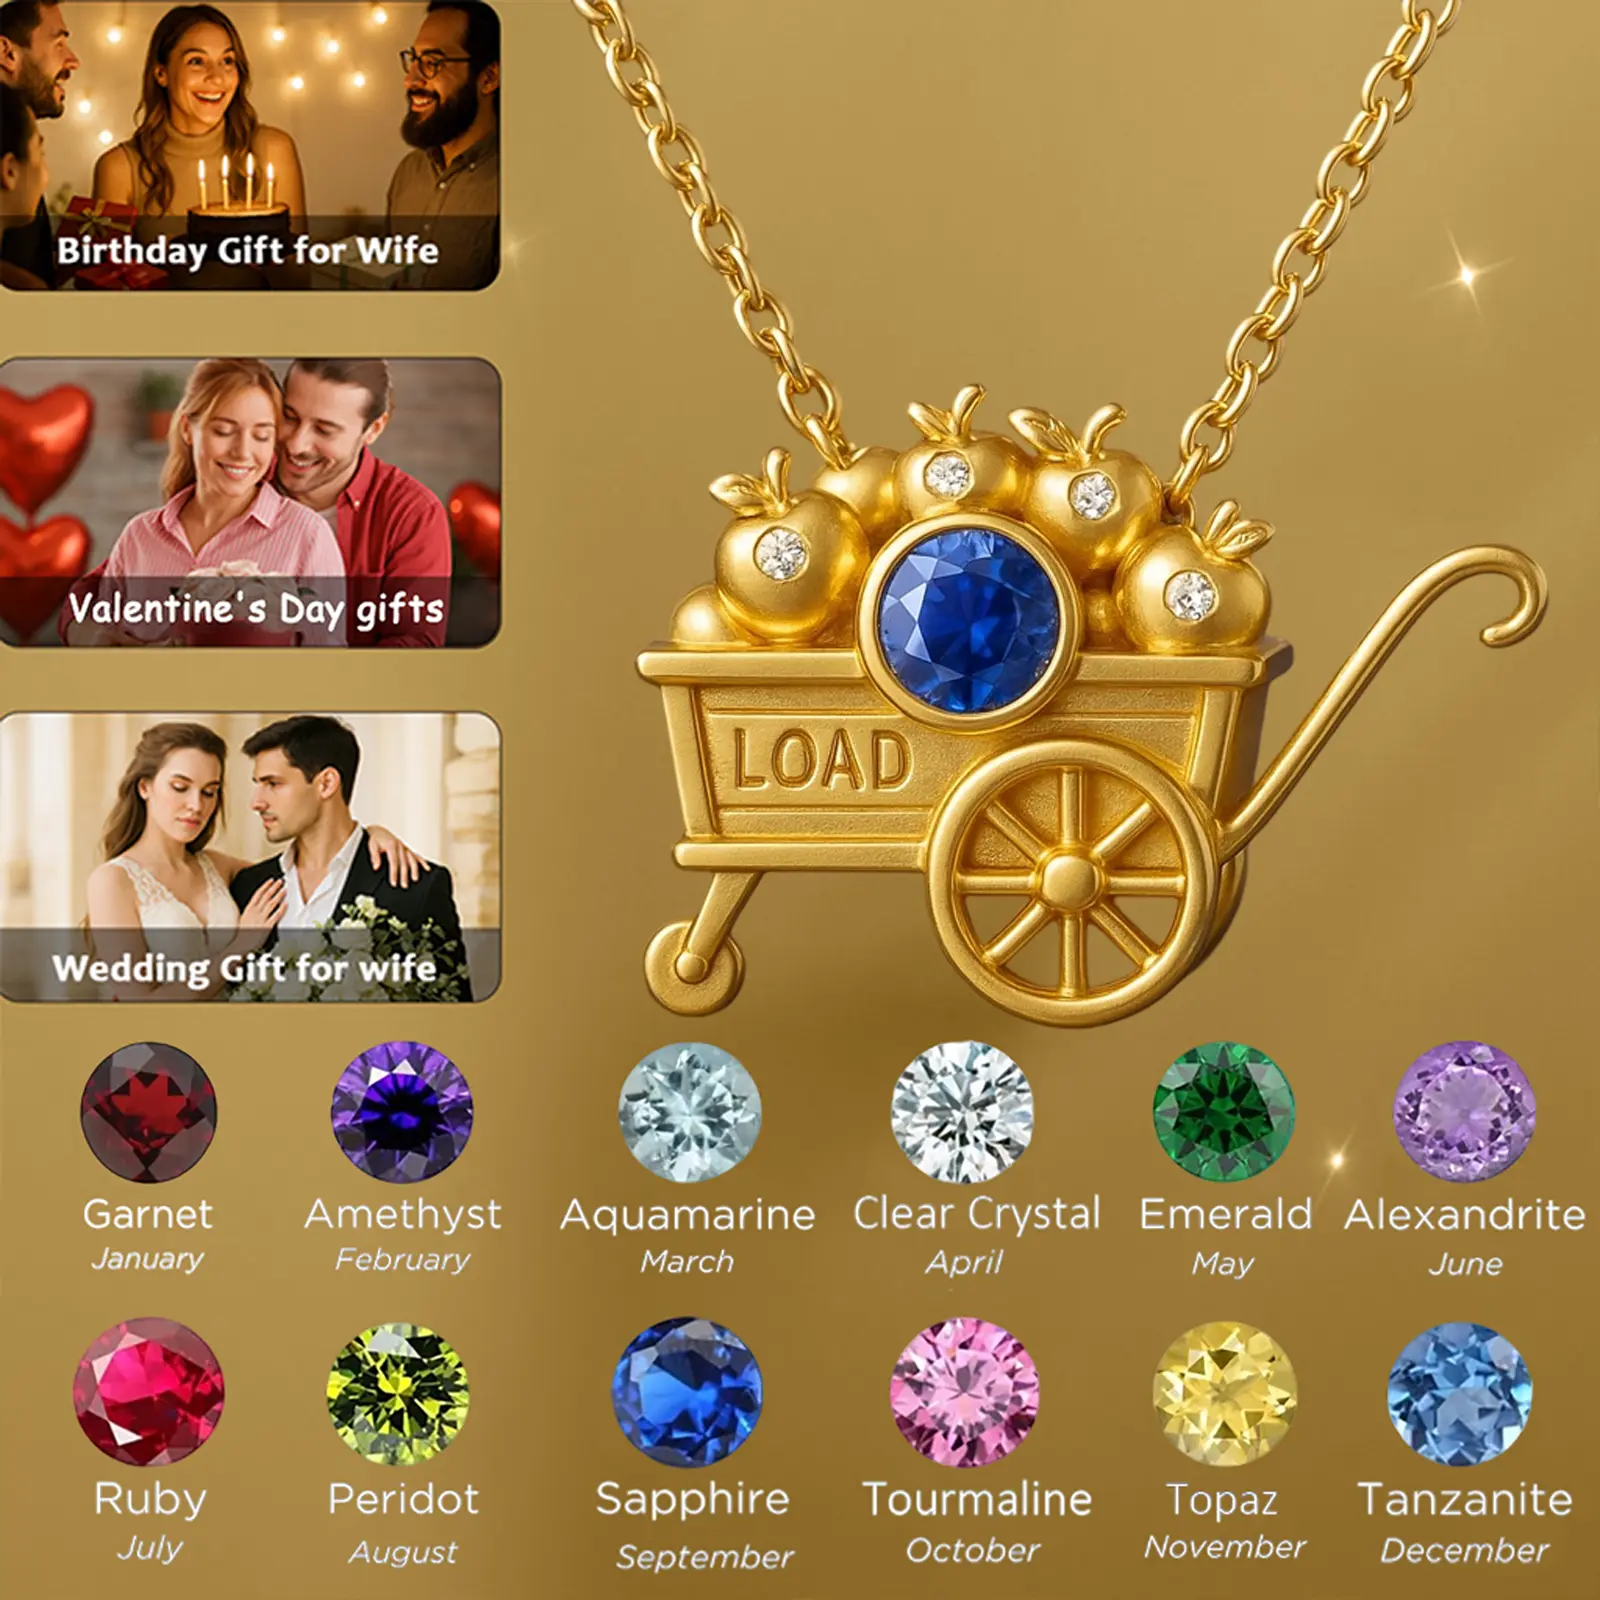 Birthday Gift for Wife
Valentine's Day gifts
Wedding Gift for wife
LOAD
Garnet
January
Amethyst
February
Aquamarine
March
Clear Crystal
April
Emerald
May
Alexandrite
June
Ruby
July
Peridot
August
Sapphire
September
Tourmaline
October
Topaz
November
Tanzanite
December